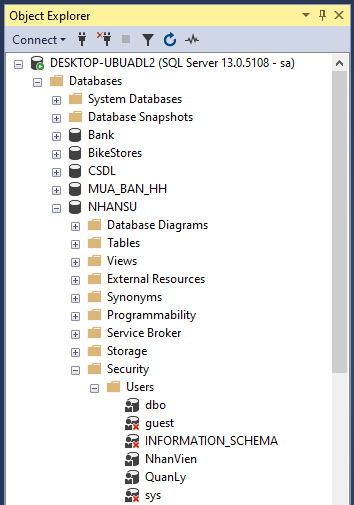 Object Explorer
Connect
DESKTOP-UBUADL2 (SQL Server 13.0.5108 - sa)
Databases
System Databases
Database Snapshots
Bank
BikeStores
CSDL
MUA_BAN_HH
NHANSU
Database Diagrams
Tables
Views
External Resources
Synonyms
Programmability
Service Broker
Storage
Security
Users
dbo
guest
INFORMATION_SCHEMA
NhanVien
QuanLy
sys